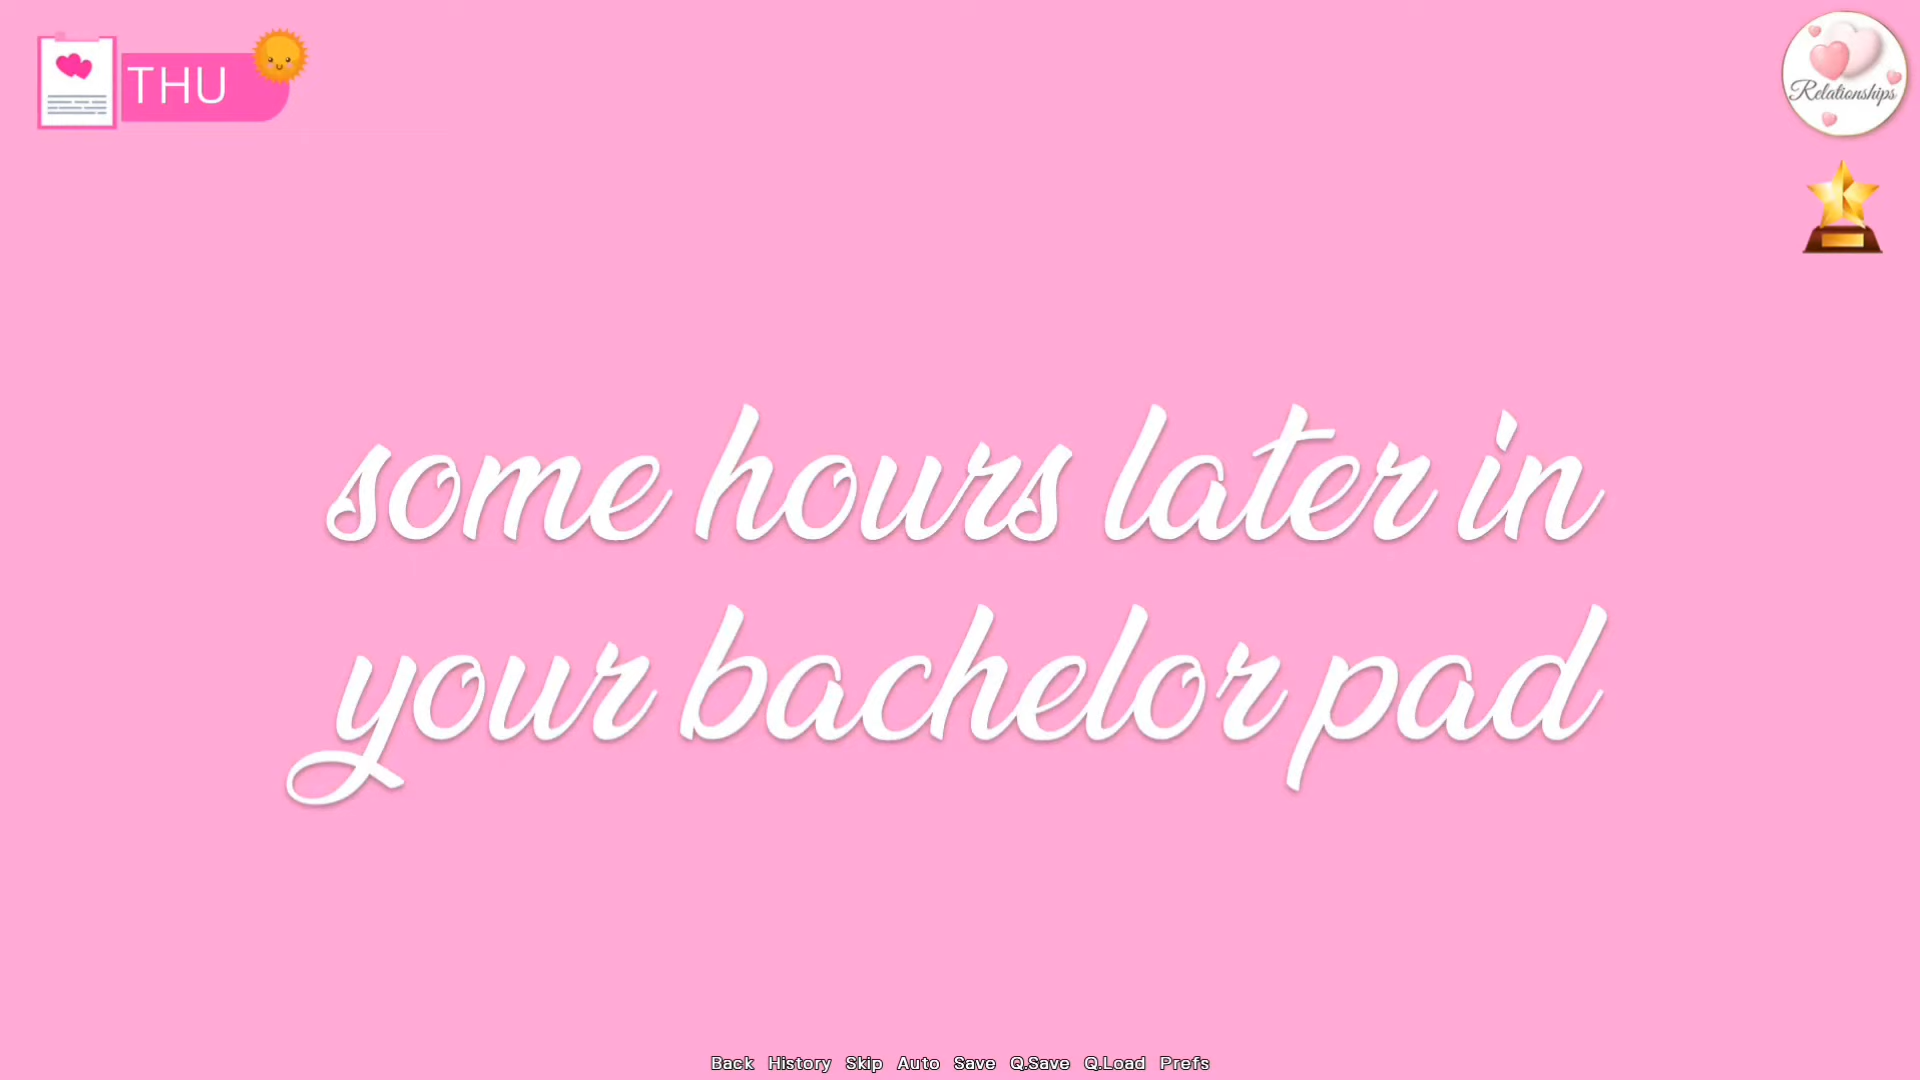 THU
Relationships
some hours later in
your bachelor pad
Back History Skip Auto Save Q.Save Q.Load Prefs